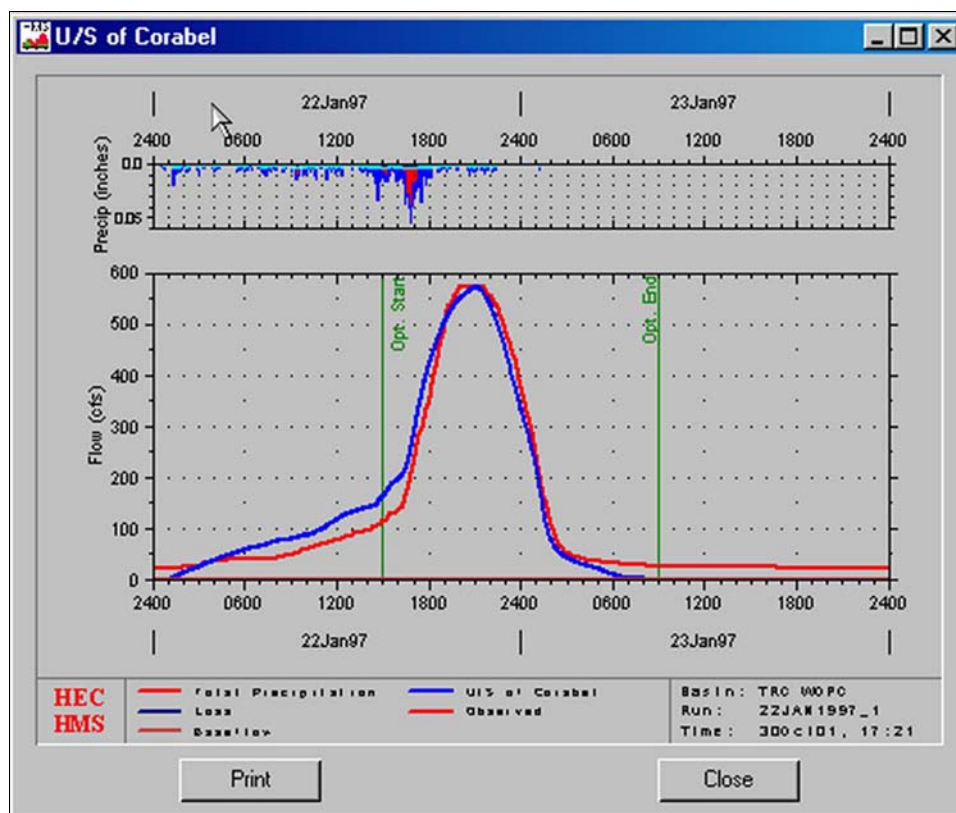 U/S of Corabel
22Jan97 23Jan97
2400 0600 1200 1800 2400 0600 1200 1800 2400
Precip (inches)
0.0
0.05
Flow (cfs)
600
500
400
300
200
100
0
Opt. Start
Opt. End
2400 0600 1200 1800 2400 0600 1200 1800 2400
22Jan97 23Jan97
HEC
HMS
Total Precipitation
Loss
Baseflow
U/S of Corabel
Observed
Basin: TRC WOPC
Run: 22JAN1997_1
Time: 30Oct01, 17:21
Print
Close